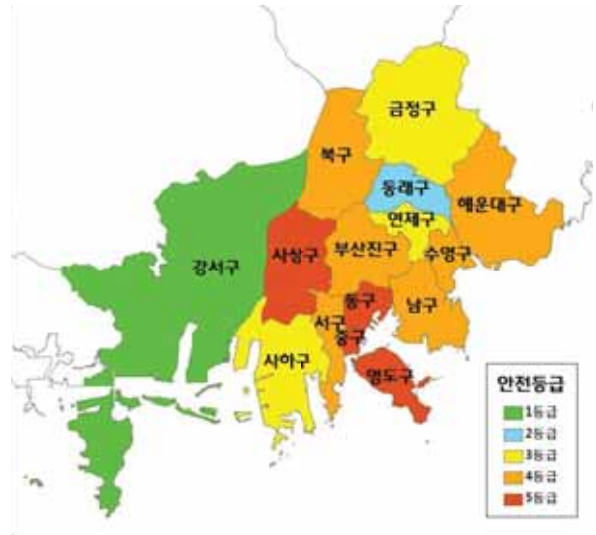 금정구
북구
동래구
해운대구
연제구
부산진구
수영구
사상구
강서구
동구
남구
서구
중구
사하구
영도구
안전등급
1등급
2등급
3등급
4등급
5등급